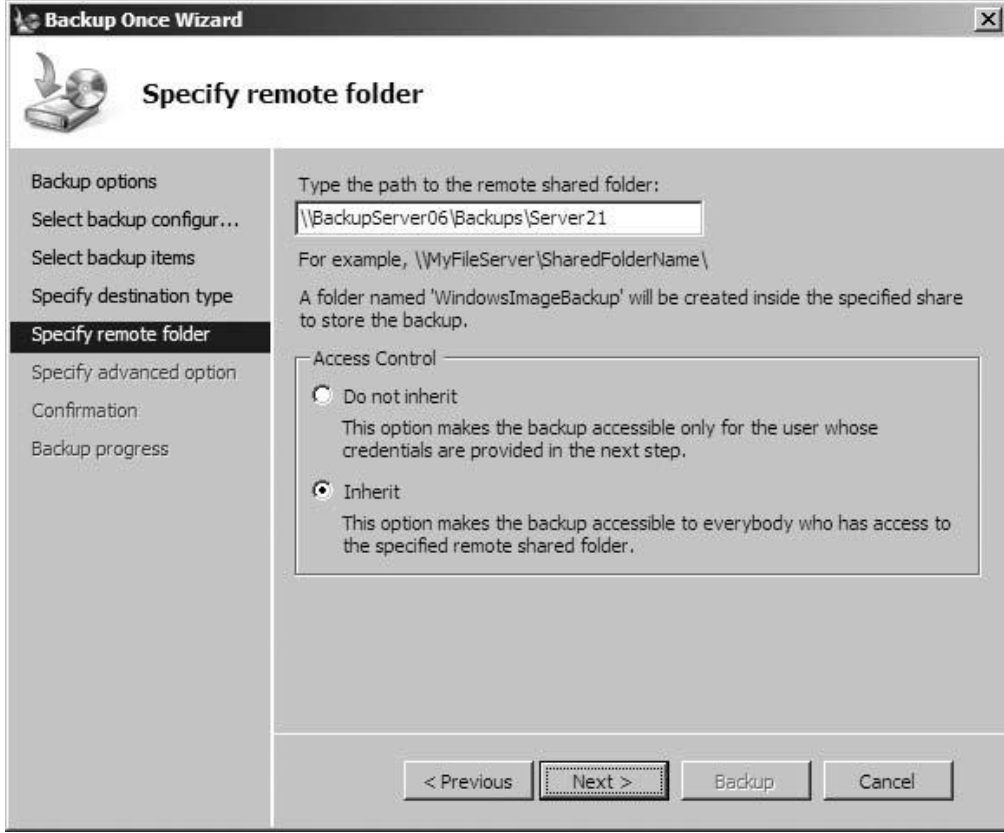 Backup Once Wizard
Specify remote folder
Backup options
Select backup configur...
Select backup items
Specify destination type
Specify remote folder
Specify advanced option
Confirmation
Backup progress
Type the path to the remote shared folder:
\\BackupServer06\Backups\Server21
For example, \\MyFileServer\SharedFolderName\
A folder named 'WindowsImageBackup' will be created inside the specified share
to store the backup.
Access Control
Do not inherit
This option makes the backup accessible only for the user whose
credentials are provided in the next step.
Inherit
This option makes the backup accessible to everybody who has access to
the specified remote shared folder.
< Previous
Next >
Backup
Cancel